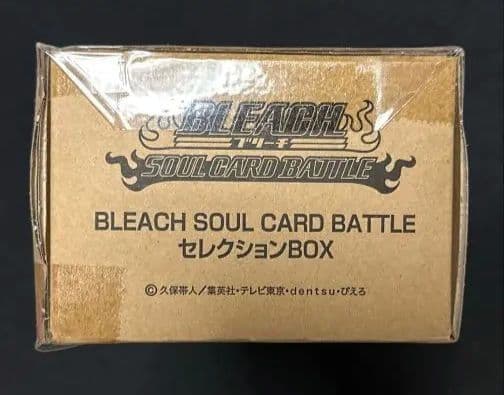 BLEACH
ブリーチ
SOUL CARD BATTLE
BLEACH SOUL CARD BATTLE
セレクションBOX
©久保帯人／集英社・テレビ東京・dentsu・ぴえろ